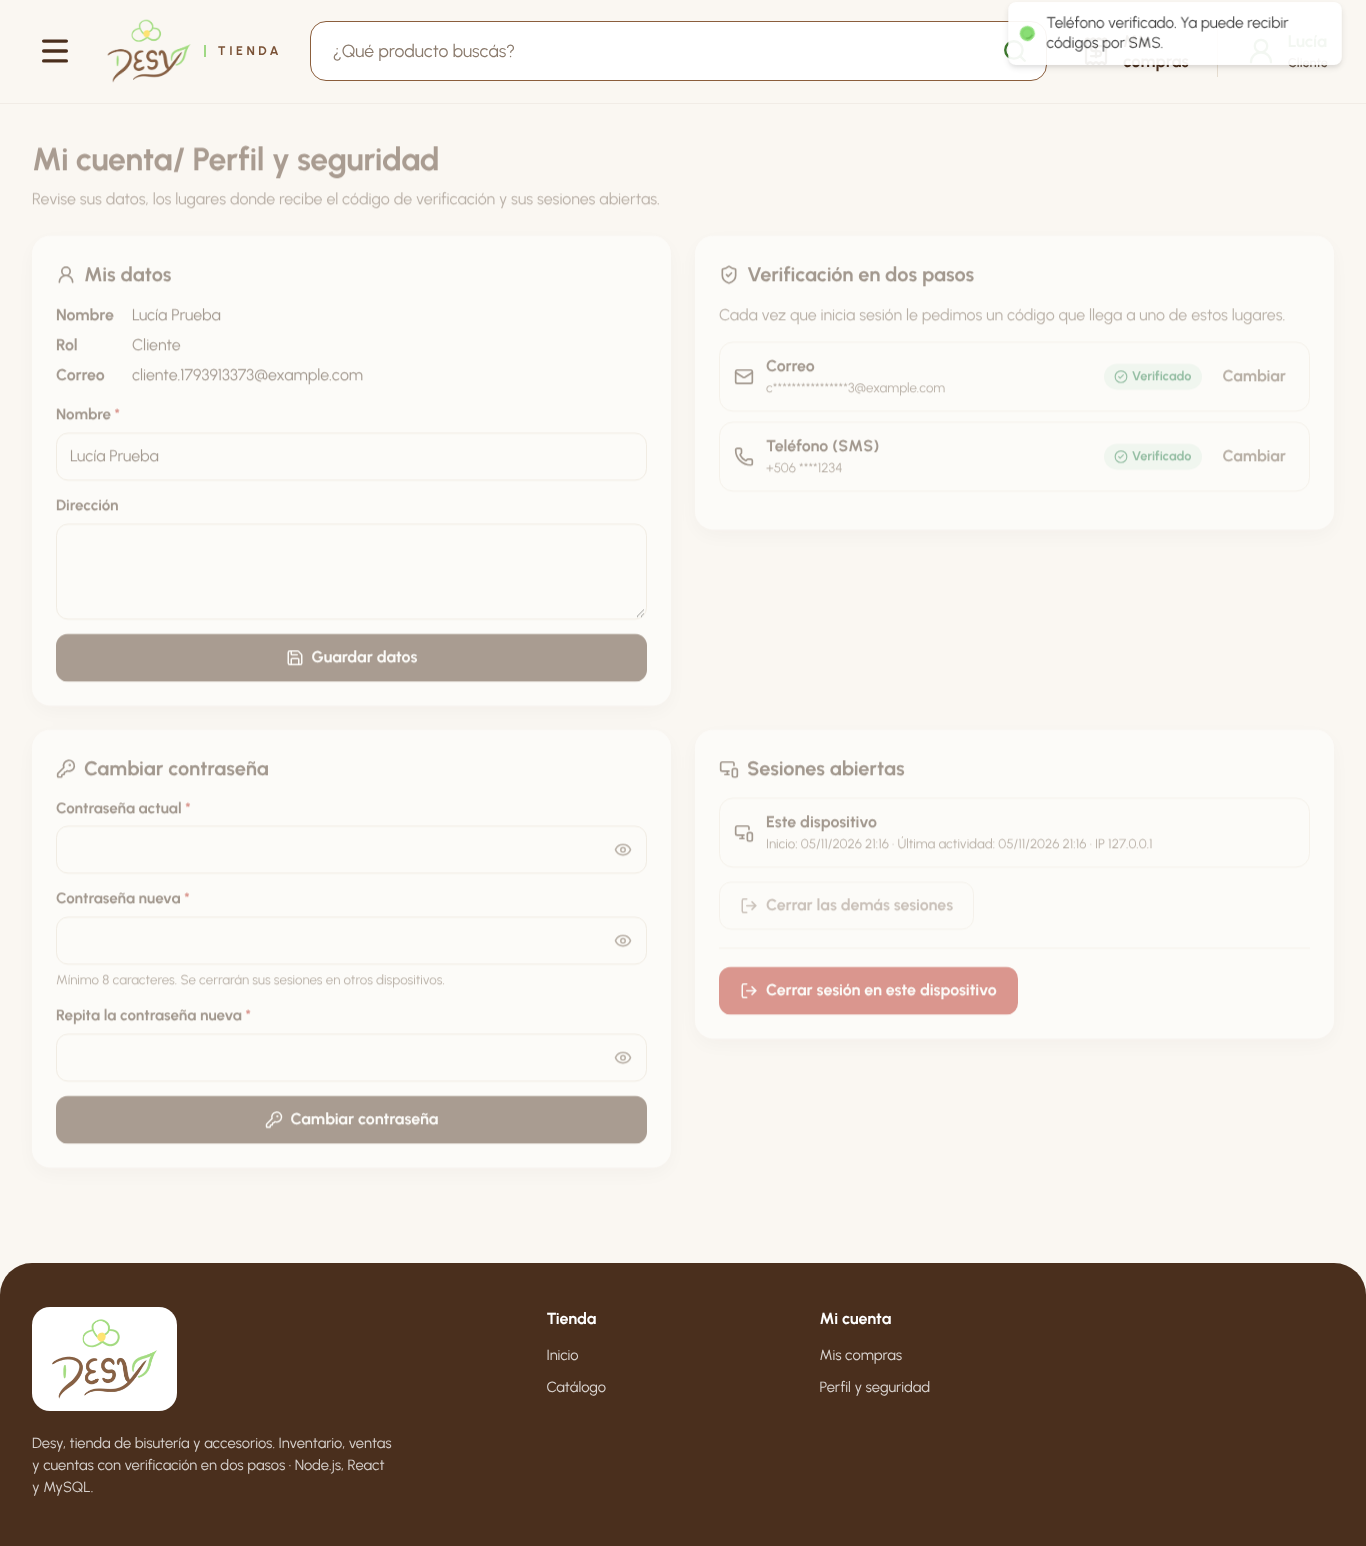 DESY
TIENDA
¿Qué producto buscás?
Teléfono verificado. Ya puede recibir
códigos por SMS.
compras
Lucía
Cliente
Mi cuenta/ Perfil y seguridad
Revise sus datos, los lugares donde recibe el código de verificación y sus sesiones abiertas.
Mis datos
Nombre Lucía Prueba
Rol Cliente
Correo cliente.1793913373@example.com
Nombre *
Lucía Prueba
Dirección
Guardar datos
Verificación en dos pasos
Cada vez que inicia sesión le pedimos un código que llega a uno de estos lugares.
Correo
c****************3@example.com
Verificado
Cambiar
Teléfono (SMS)
+506 ****1234
Verificado
Cambiar
Cambiar contraseña
Contraseña actual *
Contraseña nueva *
Mínimo 8 caracteres. Se cerrarán sus sesiones en otros dispositivos.
Repita la contraseña nueva *
Cambiar contraseña
Sesiones abiertas
Este dispositivo
Inicio: 05/11/2026 21:16 · Última actividad: 05/11/2026 21:16 · IP 127.0.0.1
Cerrar las demás sesiones
Cerrar sesión en este dispositivo
DESY
Desy, tienda de bisutería y accesorios. Inventario, ventas
y cuentas con verificación en dos pasos · Node.js, React
y MySQL.
Tienda
Inicio
Catálogo
Mi cuenta
Mis compras
Perfil y seguridad